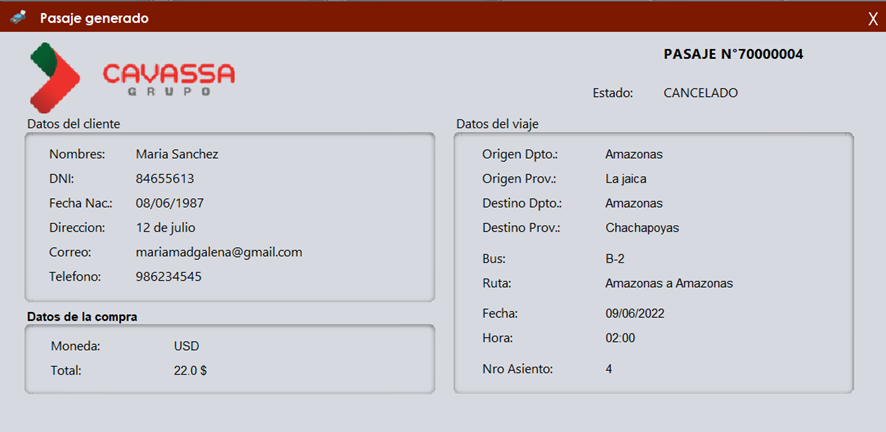 Pasaje generado X
CAVASSA
GRUPO
PASAJE N°70000004
Estado: CANCELADO
Datos del cliente
Nombres: Maria Sanchez
DNI: 84655613
Fecha Nac.: 08/06/1987
Direccion: 12 de julio
Correo: mariamadgalena@gmail.com
Telefono: 986234545
Datos de la compra
Moneda: USD
Total: 22.0 $
Datos del viaje
Origen Dpto.: Amazonas
Origen Prov.: La jaica
Destino Dpto.: Amazonas
Destino Prov.: Chachapoyas
Bus: B-2
Ruta: Amazonas a Amazonas
Fecha: 09/06/2022
Hora: 02:00
Nro Asiento: 4